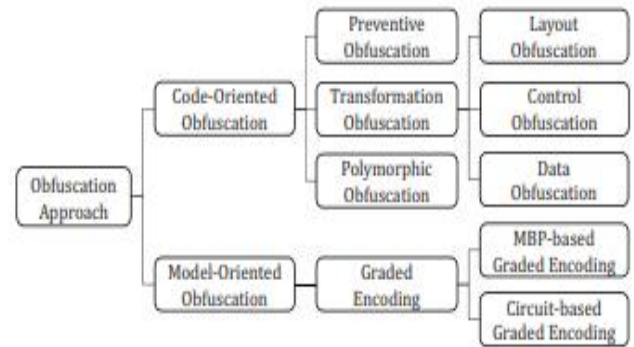 Preventive
Obfuscation
Layout
Obfuscation
Code-Oriented
Obfuscation
Transformation
Obfuscation
Control
Obfuscation
Polymorphic
Obfuscation
Data
Obfuscation
Obfuscation
Approach
Model-Oriented
Obfuscation
Graded
Encoding
MBP-based
Graded Encoding
Circuit-based
Graded Encoding